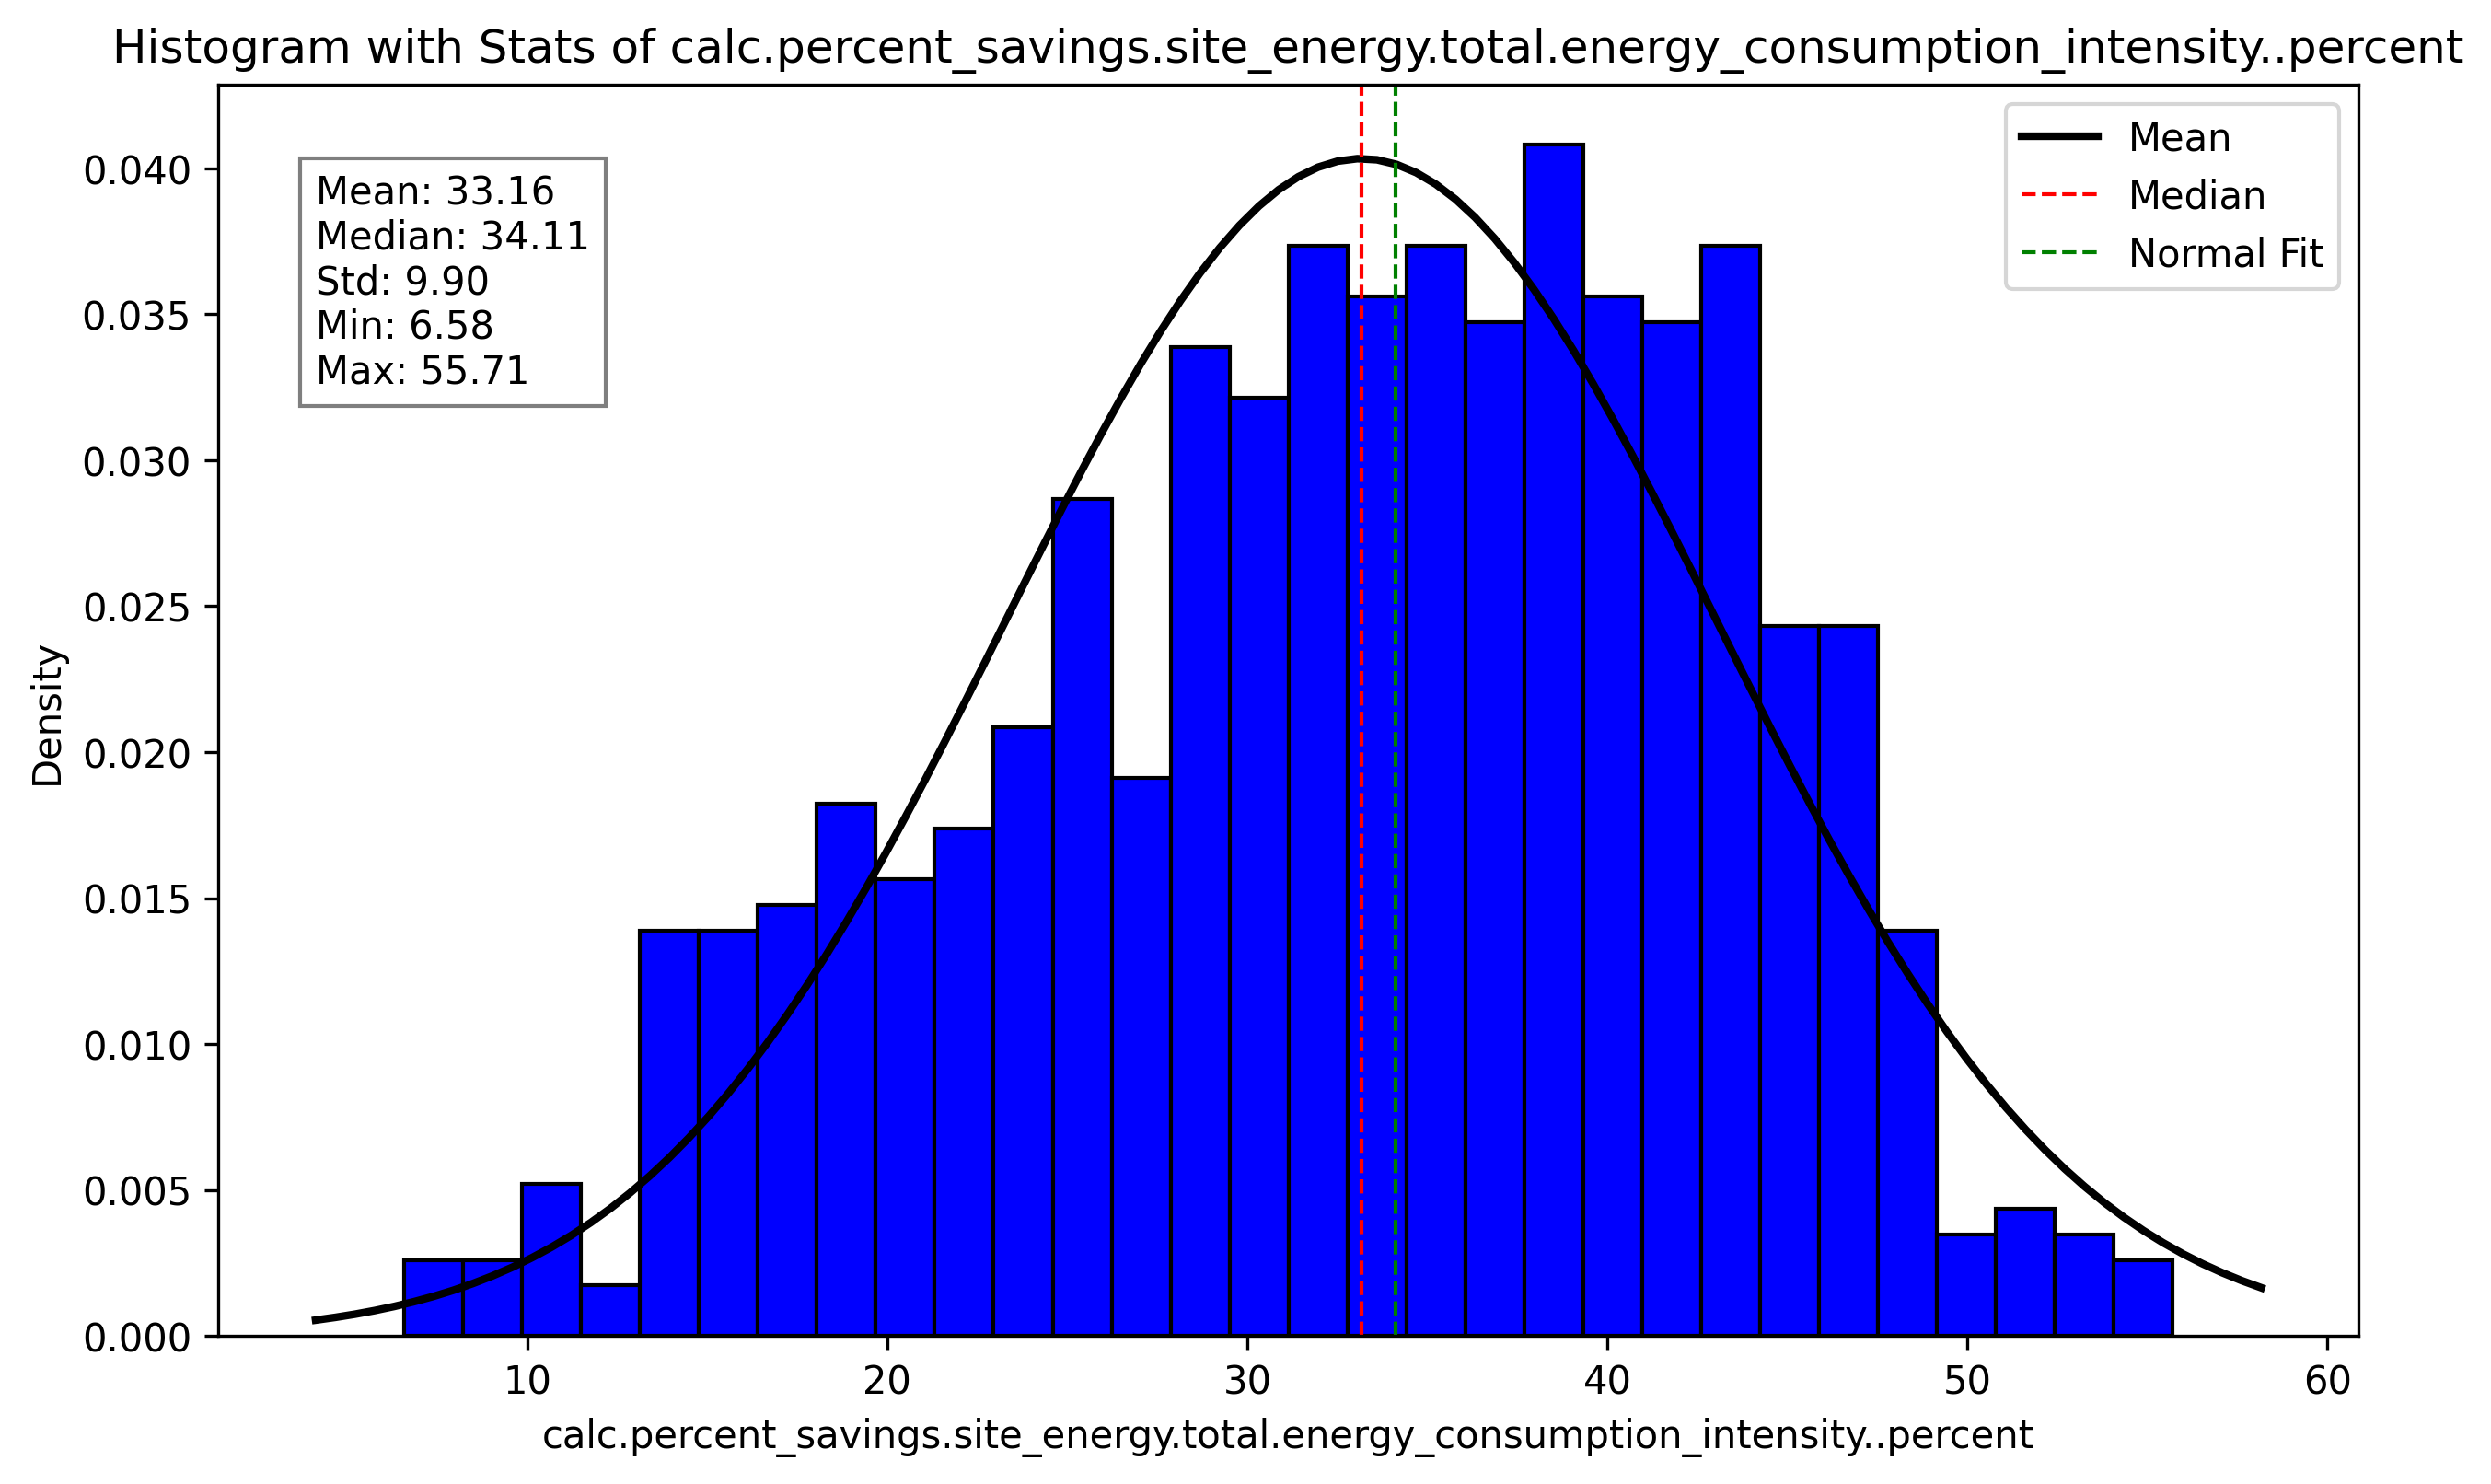 Histogram with Stats of calc.percent_savings.site_energy.total.energy_consumption_intensity..percent
Mean: 33.16
Median: 34.11
Std: 9.90
Min: 6.58
Max: 55.71
Mean
Median
Normal Fit
0.040
0.035
0.030
0.025
0.020
0.015
0.010
0.005
0.000
Density
10 20 30 40 50 60
calc.percent_savings.site_energy.total.energy_consumption_intensity..percent